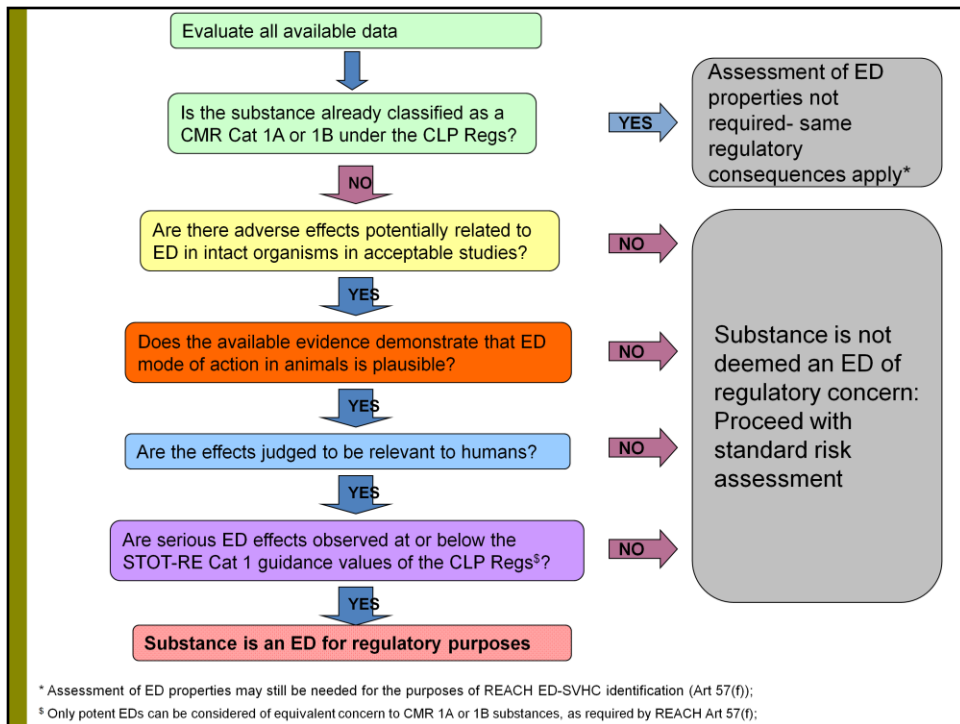 Evaluate all available data
Is the substance already classified as a
CMR Cat 1A or 1B under the CLP Regs?
YES
Assessment of ED
properties not
required- same
regulatory
consequences apply*
NO
Are there adverse effects potentially related to
ED in intact organisms in acceptable studies?
NO
YES
Does the available evidence demonstrate that ED
mode of action in animals is plausible?
NO
YES
Are the effects judged to be relevant to humans?
NO
YES
Are serious ED effects observed at or below the
STOT-RE Cat 1 guidance values of the CLP Regs$?
NO
Substance is not
deemed an ED of
regulatory concern:
Proceed with
standard risk
assessment
YES
Substance is an ED for regulatory purposes
* Assessment of ED properties may still be needed for the purposes of REACH ED-SVHC identification (Art 57(f));
$ Only potent EDs can be considered of equivalent concern to CMR 1A or 1B substances, as required by REACH Art 57(f);